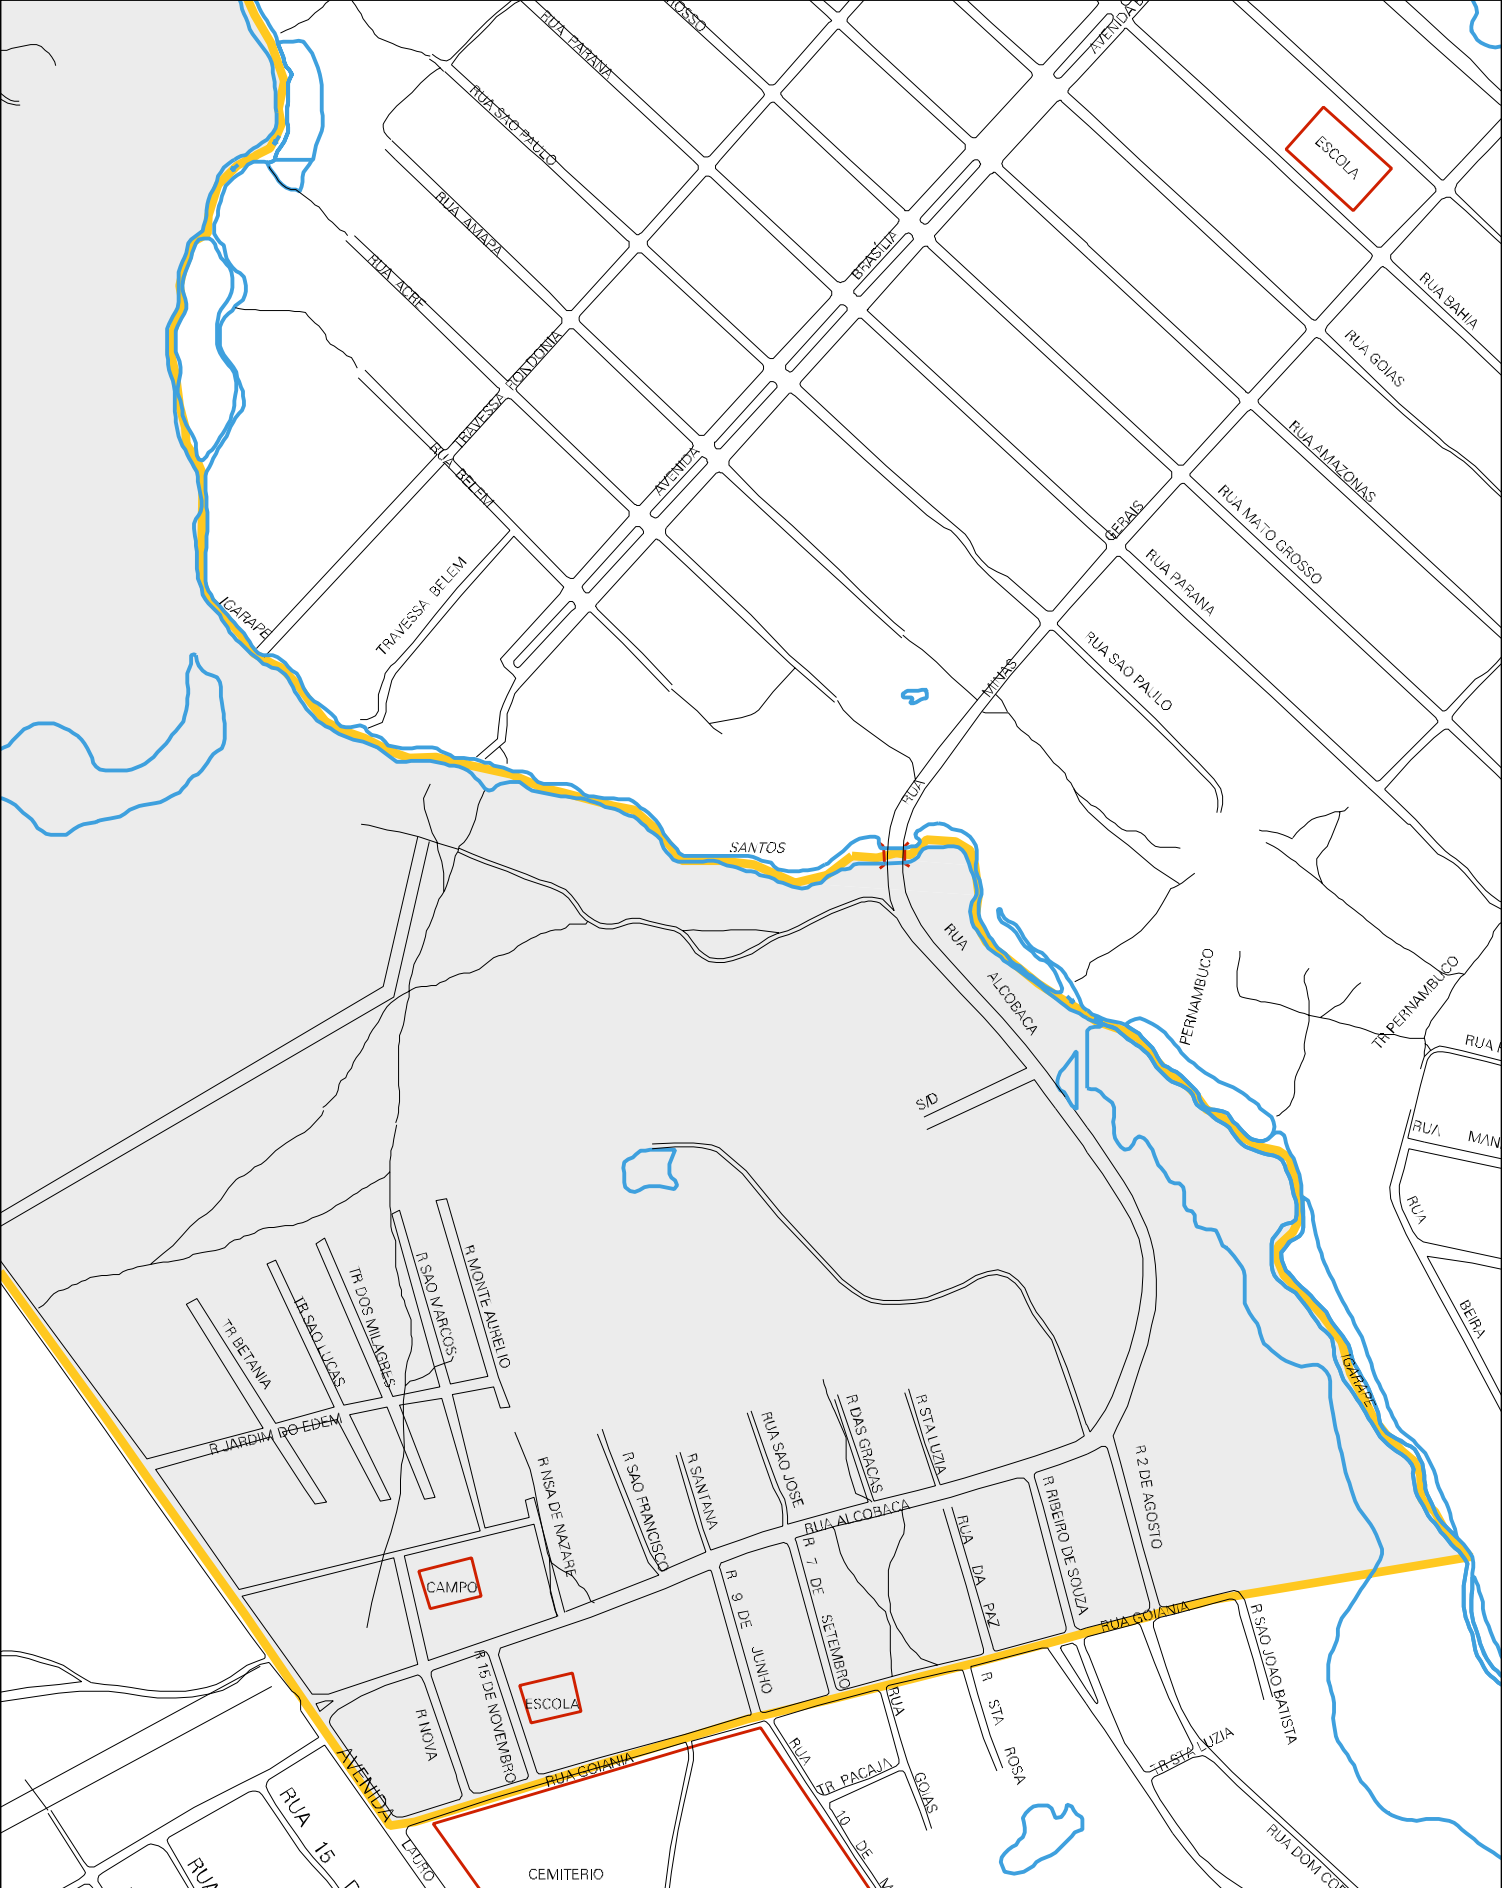 RUA PARANA
AVENIDA
RUA SAO PAULO
ESCOLA
RUA AMAPA
BRASÍLIA
RUA ACRE
RUA BAHIA
RUA GOIAS
TRAVESSA RONDONIA
RUA BELEM
AVENIDA
RUA AMAZONAS
RUA MATO GROSSO
GERAIS
RUA PARANA
TRAVESSA BELEM
IGARAPE
RUA SAO PAULO
MINAS
RUA
SANTOS
RUA
ALCOBACA
PERNAMBUCO
TR PERNAMBUCO
RUA
S/D
RUA
RUA
BEIRA
IGARAPE
R MONTE AURELIO
R SAO MARCOS
TR DOS MILAGRES
TR SAO LUCAS
TR BETANIA
R JARDIM DO EDEM
R NSA DE NAZARE
R SAO FRANCISCO
R SANTANA
RUA SAO JOSE
R DAS GRACAS
R STA LUZIA
RUA ALCOBACA
R 2 DE AGOSTO
R RIBEIRO DE SOUZA
RUA DA PAZ
R 7 DE SETEMBRO
R 9 DE JUNHO
CAMPO
RUA GOIANIA
R SAO JOAO BATISTA
R 15 DE NOVEMBRO
R NOVA
ESCOLA
RUA GOIANIA
AVENIDA
LAURO
RUA 15
RUA
CEMITERIO
RUA
10 DE
TR PACAJA
RUA
GOIAS
R STA ROSA
R STA LUZIA
RUA DOM